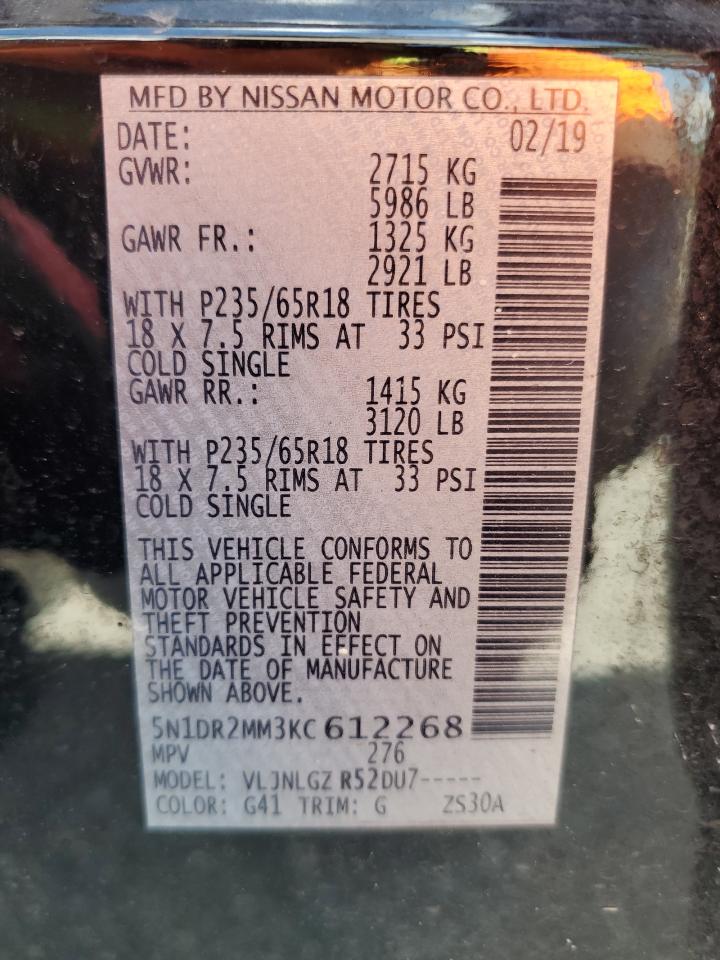 MFD BY NISSAN MOTOR CO., LTD.
DATE: 02/19
GVWR: 2715 KG
5986 LB
GAWR FR.: 1325 KG
2921 LB
WITH P235/65R18 TIRES
18 X 7.5 RIMS AT 33 PSI
COLD SINGLE
GAWR RR.: 1415 KG
3120 LB
WITH P235/65R18 TIRES
18 X 7.5 RIMS AT 33 PSI
COLD SINGLE
THIS VEHICLE CONFORMS TO
ALL APPLICABLE FEDERAL
MOTOR VEHICLE SAFETY AND
THEFT PREVENTION
STANDARDS IN EFFECT ON
THE DATE OF MANUFACTURE
SHOWN ABOVE.
5N1DR2MM3KC612268
MPV 276
MODEL: VLJNLGZ R52DU7-----
COLOR: G41 TRIM: G ZS30A